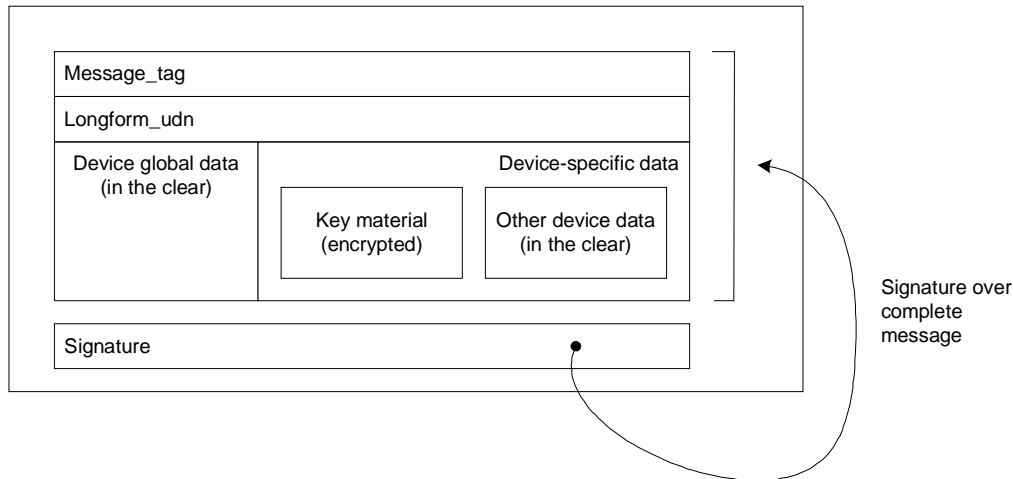 Message_tag
Longform_udn
Device global data
(in the clear)
Device-specific data
Key material
(encrypted)
Other device data
(in the clear)
Signature over
complete
message
Signature